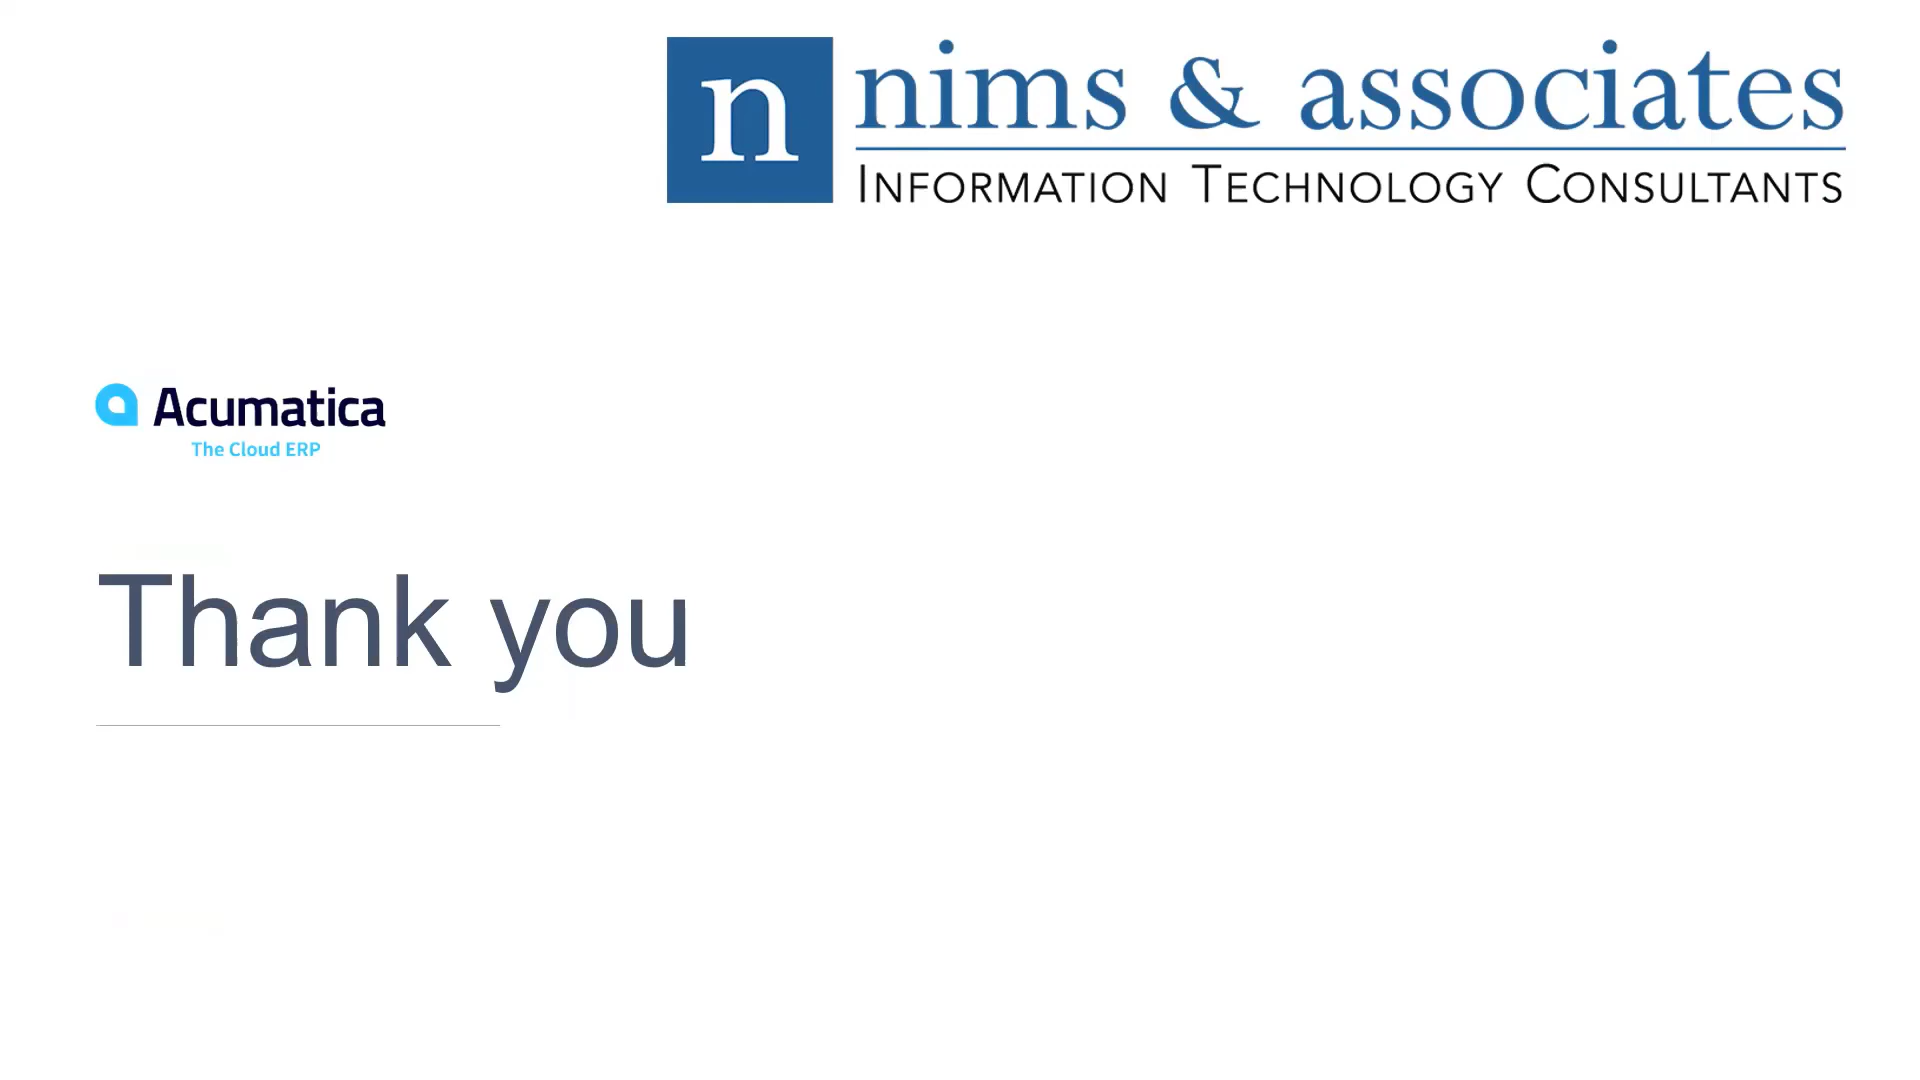 n nims & associates
INFORMATION TECHNOLOGY CONSULTANTS
Acumatica
The Cloud ERP
Thank you